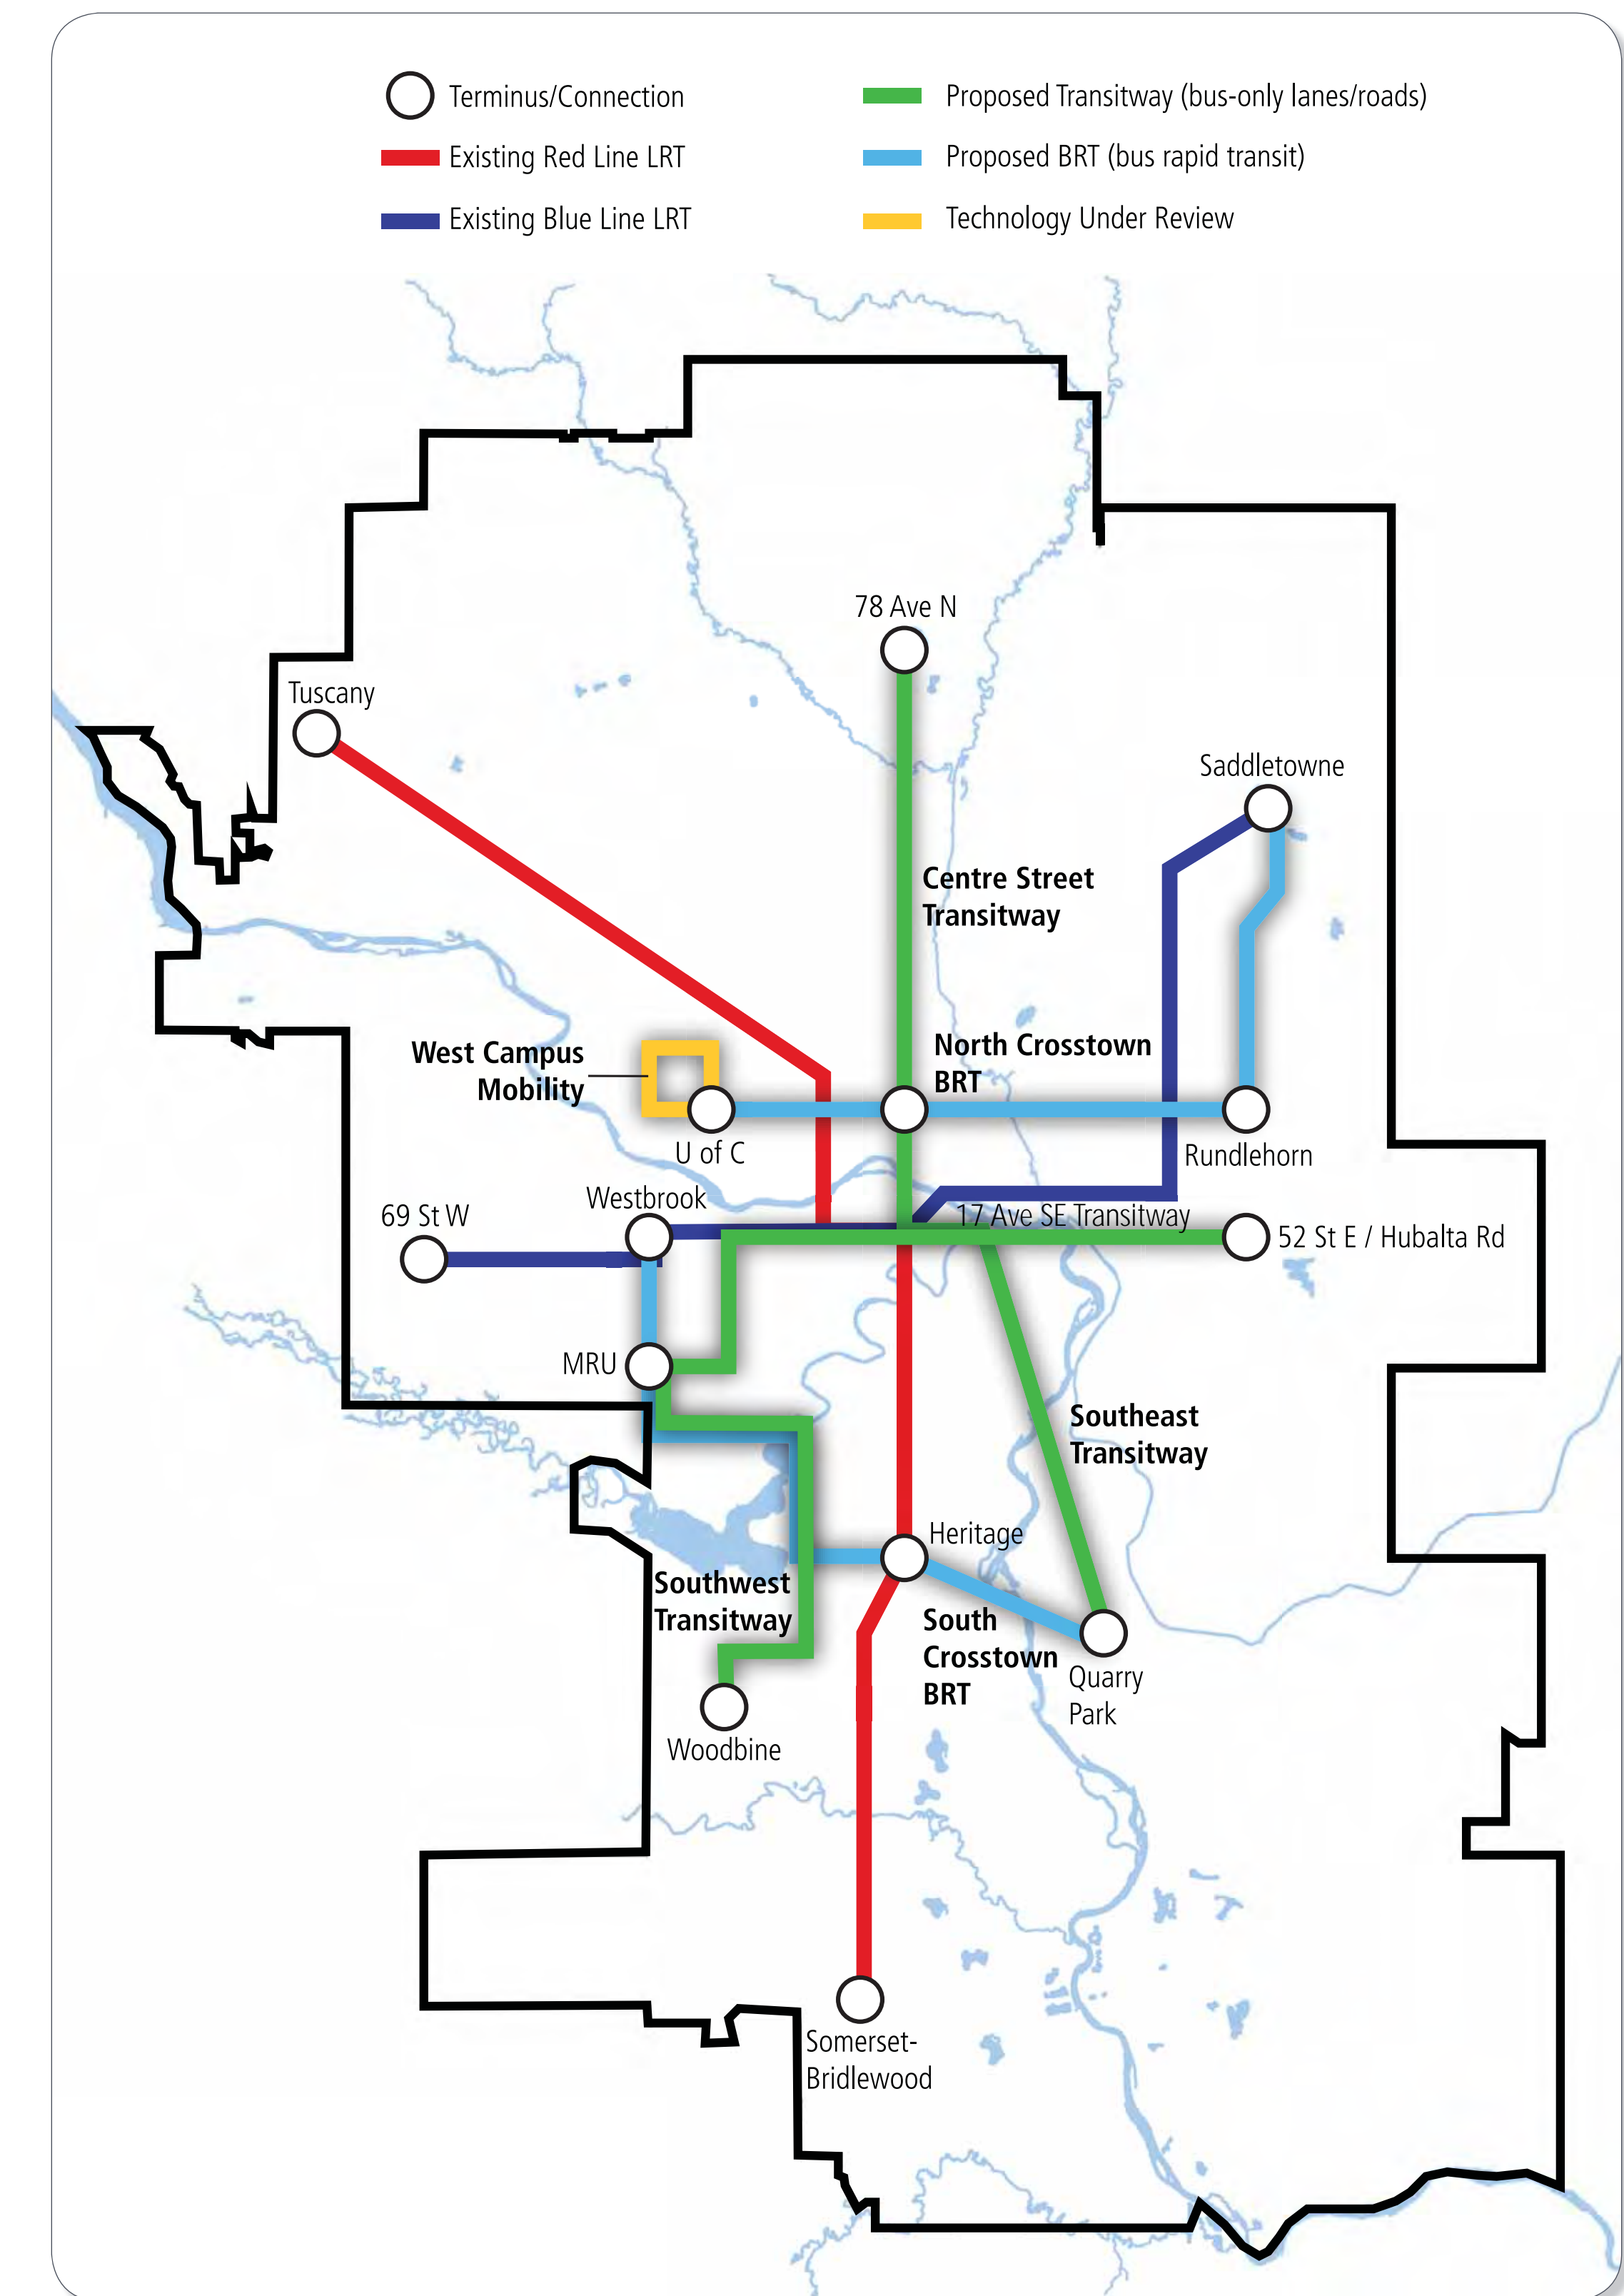 Terminus/Connection
Existing Red Line LRT
Existing Blue Line LRT
Proposed Transitway (bus-only lanes/roads)
Proposed BRT (bus rapid transit)
Technology Under Review
78 Ave N
Tuscany
Saddletowne
Centre Street
Transitway
North Crosstown
BRT
West Campus
Mobility
U of C
Rundlehorn
Westbrook
69 St W
17 Ave SE Transitway
52 St E / Hubalta Rd
MRU
Southeast
Transitway
Heritage
Southwest
Transitway
South
Crosstown
BRT
Quarry
Park
Woodbine
Somerset-
Bridlewood